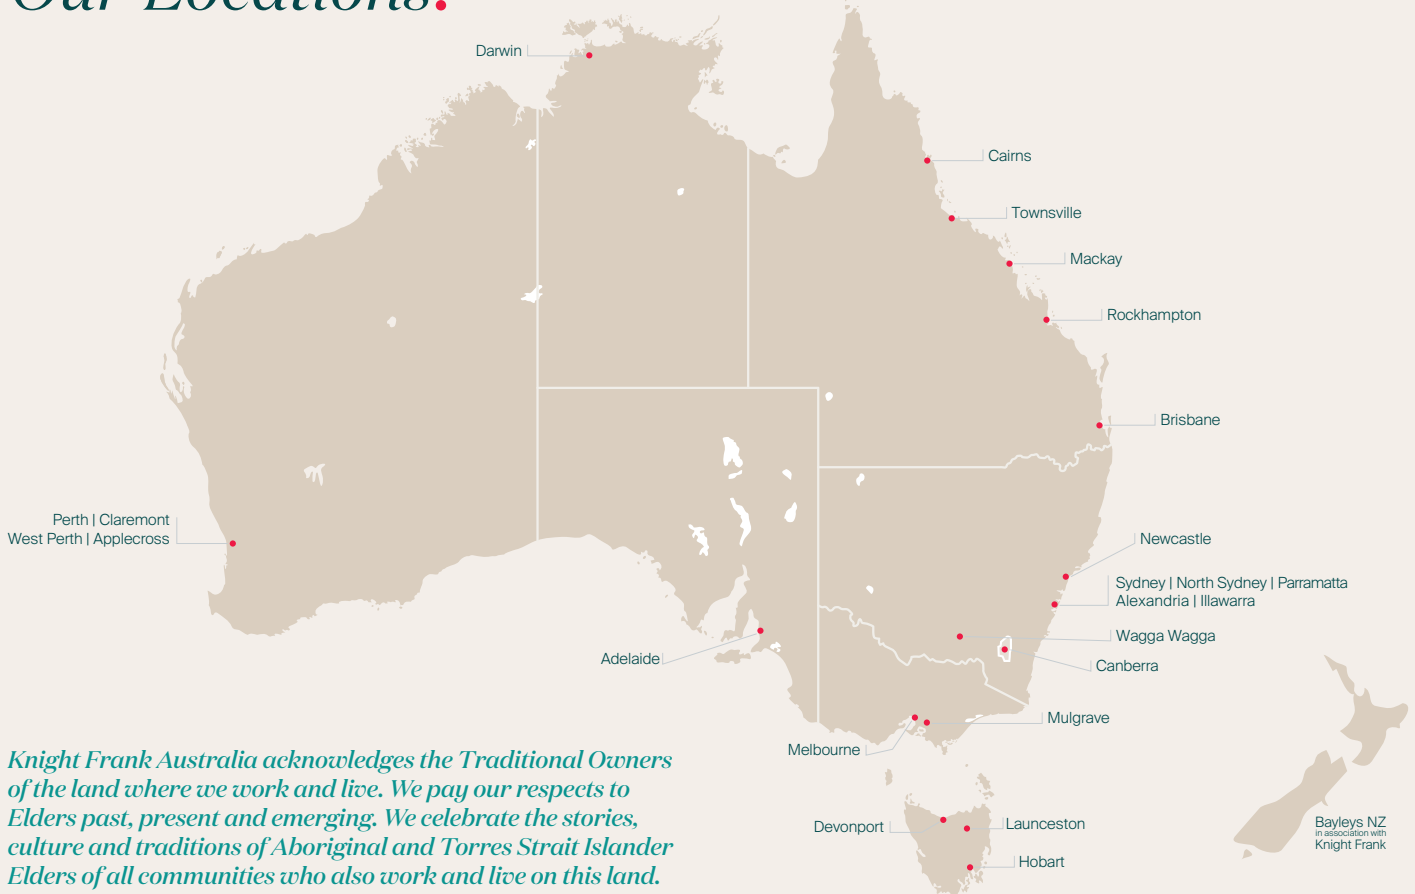 Our Locations.
Darwin
Cairns
Townsville
Mackay
Rockhampton
Brisbane
Perth | Claremont
West Perth | Applecross
Newcastle
Sydney | North Sydney | Parramatta
Alexandria | Illawarra
Wagga Wagga
Canberra
Adelaide
Mulgrave
Melbourne
Devonport
Launceston
Hobart
Bayleys NZ
in association with
Knight Frank
Knight Frank Australia acknowledges the Traditional Owners
of the land where we work and live. We pay our respects to
Elders past, present and emerging. We celebrate the stories,
culture and traditions of Aboriginal and Torres Strait Islander
Elders of all communities who also work and live on this land.